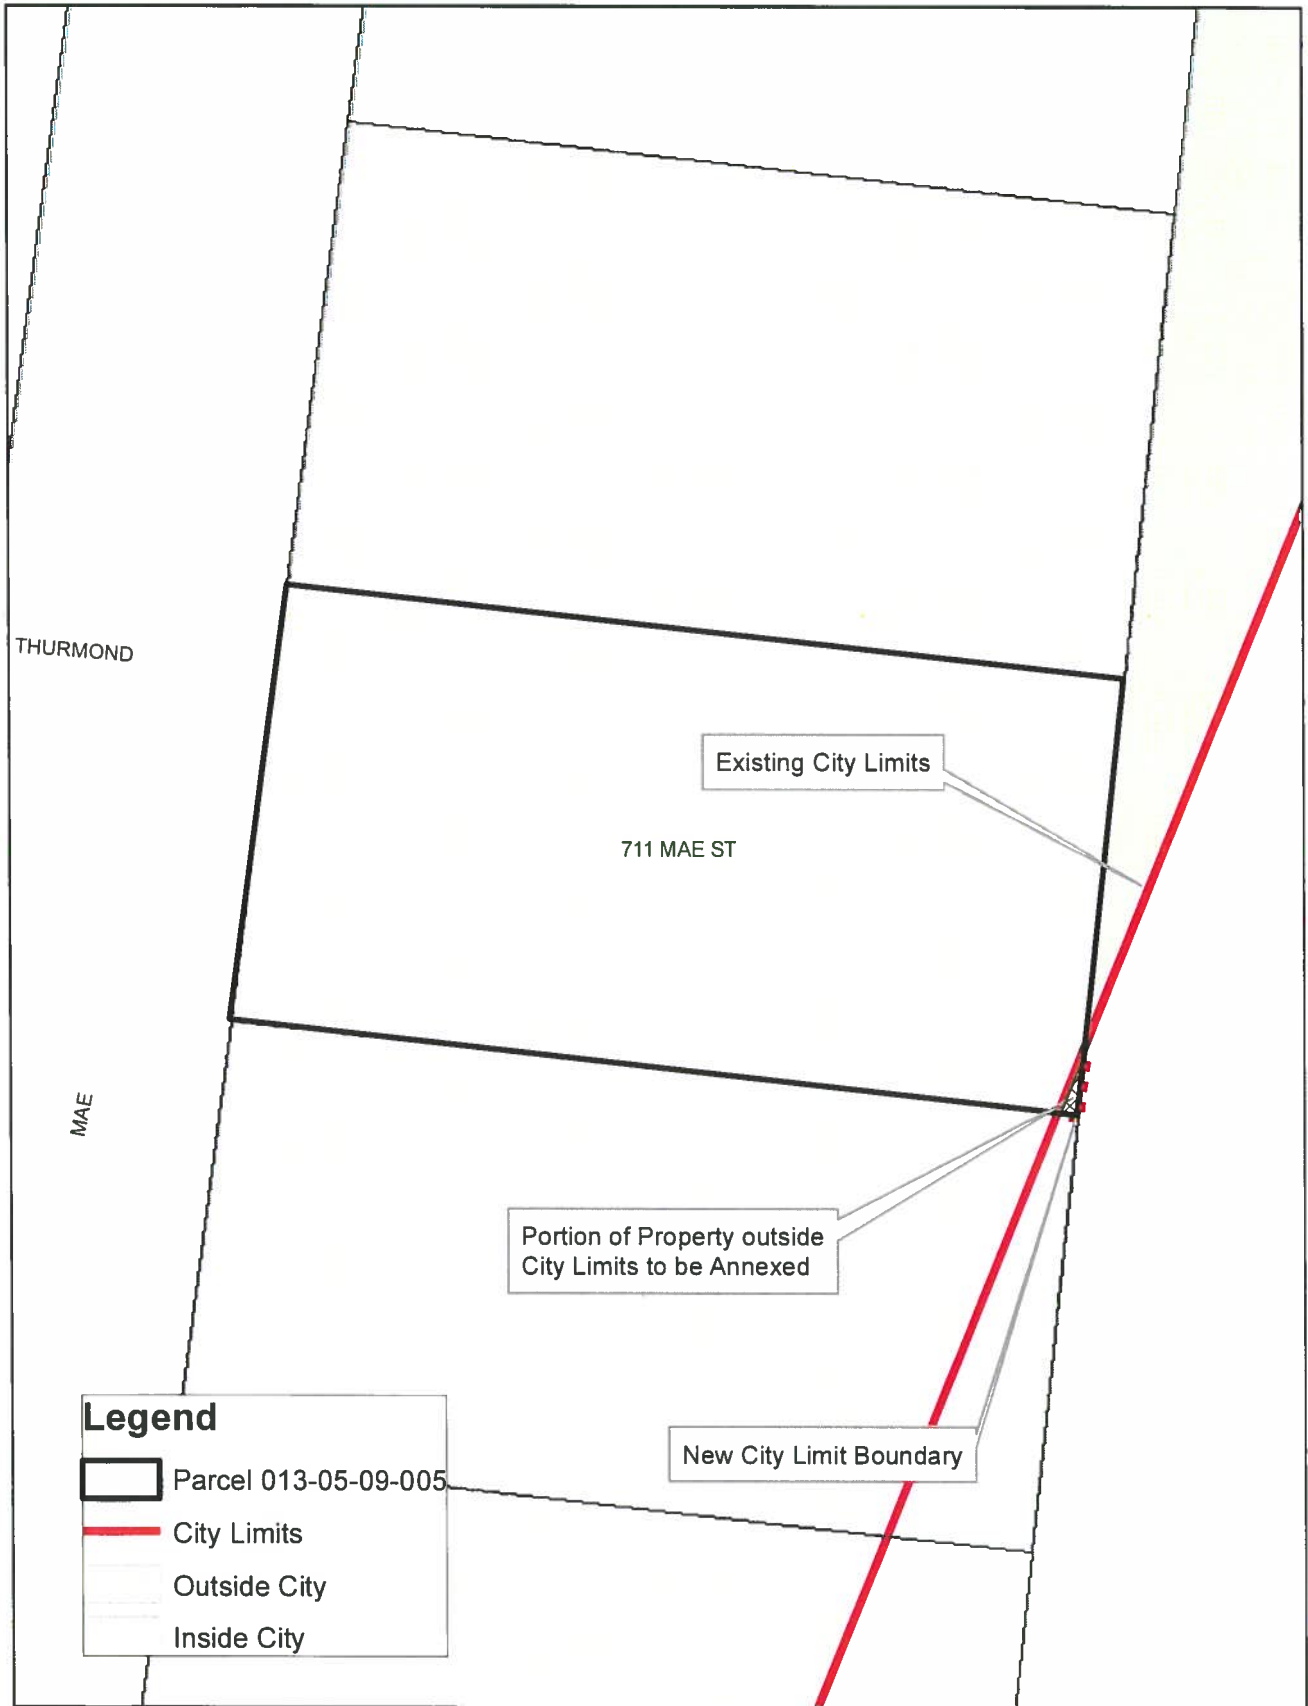 THURMOND
Existing City Limits
711 MAE ST
MAE
Portion of Property outside
City Limits to be Annexed
New City Limit Boundary
Legend
Parcel 013-05-09-005
City Limits
Outside City
Inside City